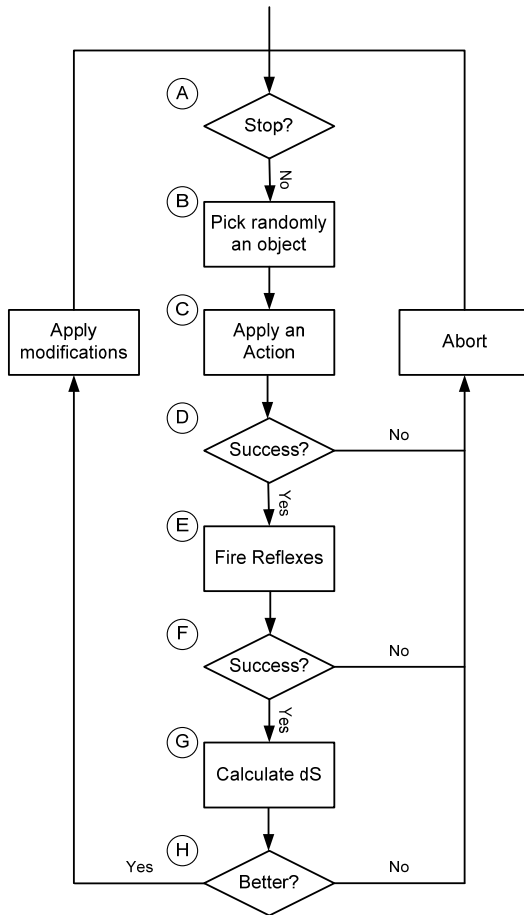 A
Stop?
No
B
Pick randomly
an object
C
Apply an
Action
Apply
modifications
Abort
D
Success?
No
Yes
E
Fire Reflexes
F
Success?
No
Yes
G
Calculate dS
H
Yes
Better?
No